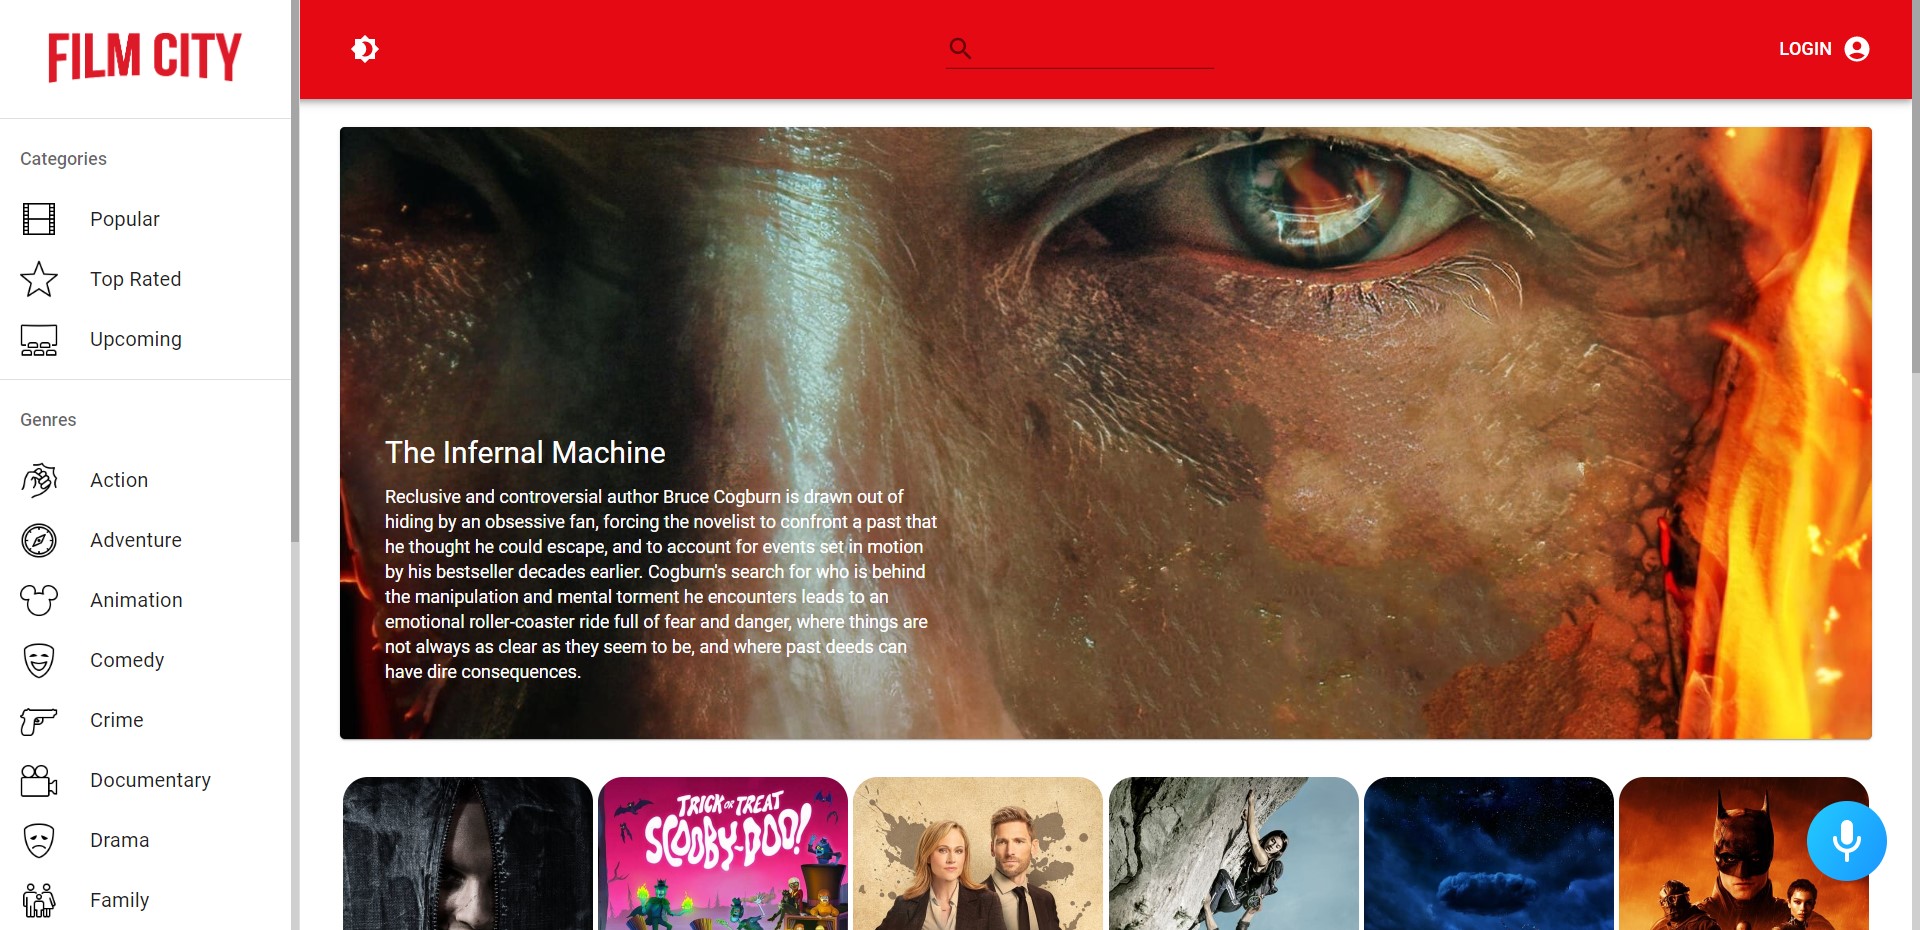 FILM CITY
LOGIN
Categories
Popular
Top Rated
Upcoming
Genres
Action
Adventure
Animation
Comedy
Crime
Documentary
Drama
Family
The Infernal Machine
Reclusive and controversial author Bruce Cogburn is drawn out of
hiding by an obsessive fan, forcing the novelist to confront a past that
he thought he could escape, and to account for events set in motion
by his bestseller decades earlier. Cogburn's search for who is behind
the manipulation and mental torment he encounters leads to an
emotional roller-coaster ride full of fear and danger, where things are
not always as clear as they seem to be, and where past deeds can
have dire consequences.
TRICK OR TREAT
SCOOBY-DOO!